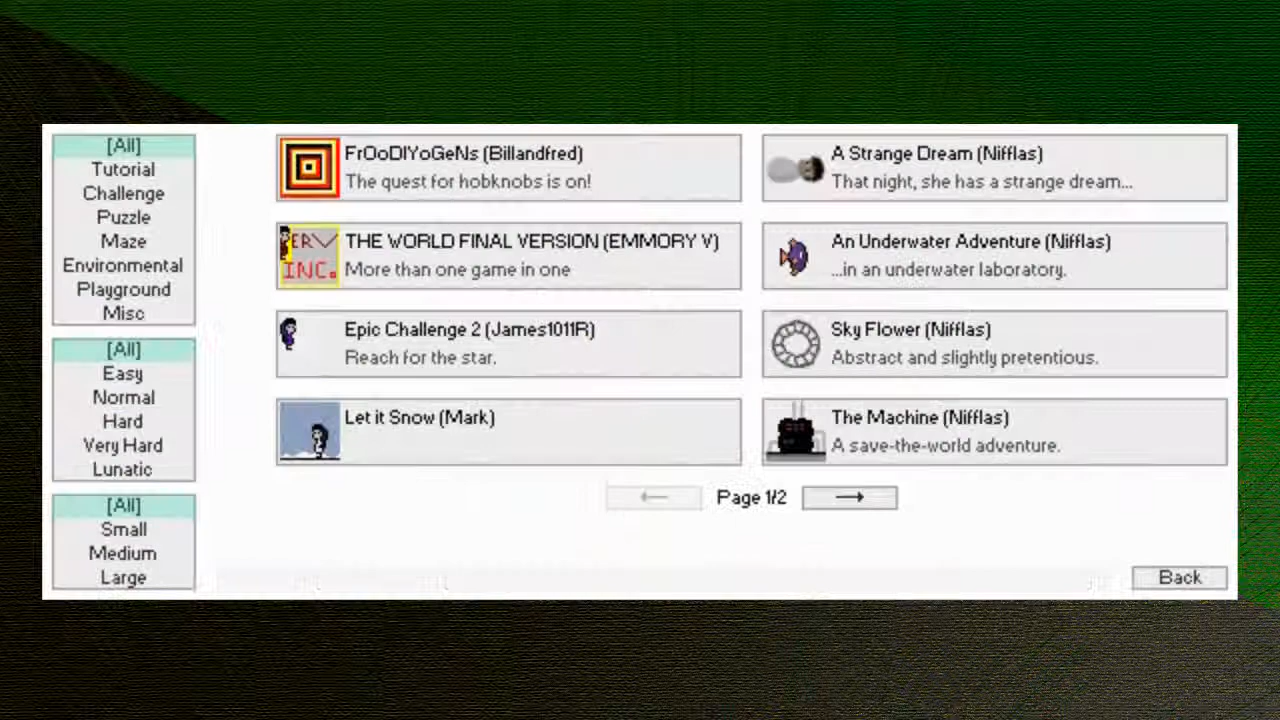 [All]
Tutorial
Challenge
Puzzle
Maze
Environmental
Playground
Misc
[All]
Easy
Normal
Hard
Very Hard
Lunatic
[All]
Small
Medium
Large
FrOoDIYoGeNs (Billandfred)
The quest for hobknobs is on!
A Strange Dream (Nifflas)
That night, she has a strange dream...
ERV
INC.
THE WORLD FINAL VERSION (EMMORY V)
More than one game in one
An Underwater Adventure (Nifflas)
...in an underwater laboratory.
Epic Challenge 2 (James1011R)
Reach for the star.
Sky Flower (Nifflas)
Abstract and slightly pretentious.
Let it Snow (Mark)
The Machine (Nifflas)
A save-the-world adventure.
Page 1/2
Back